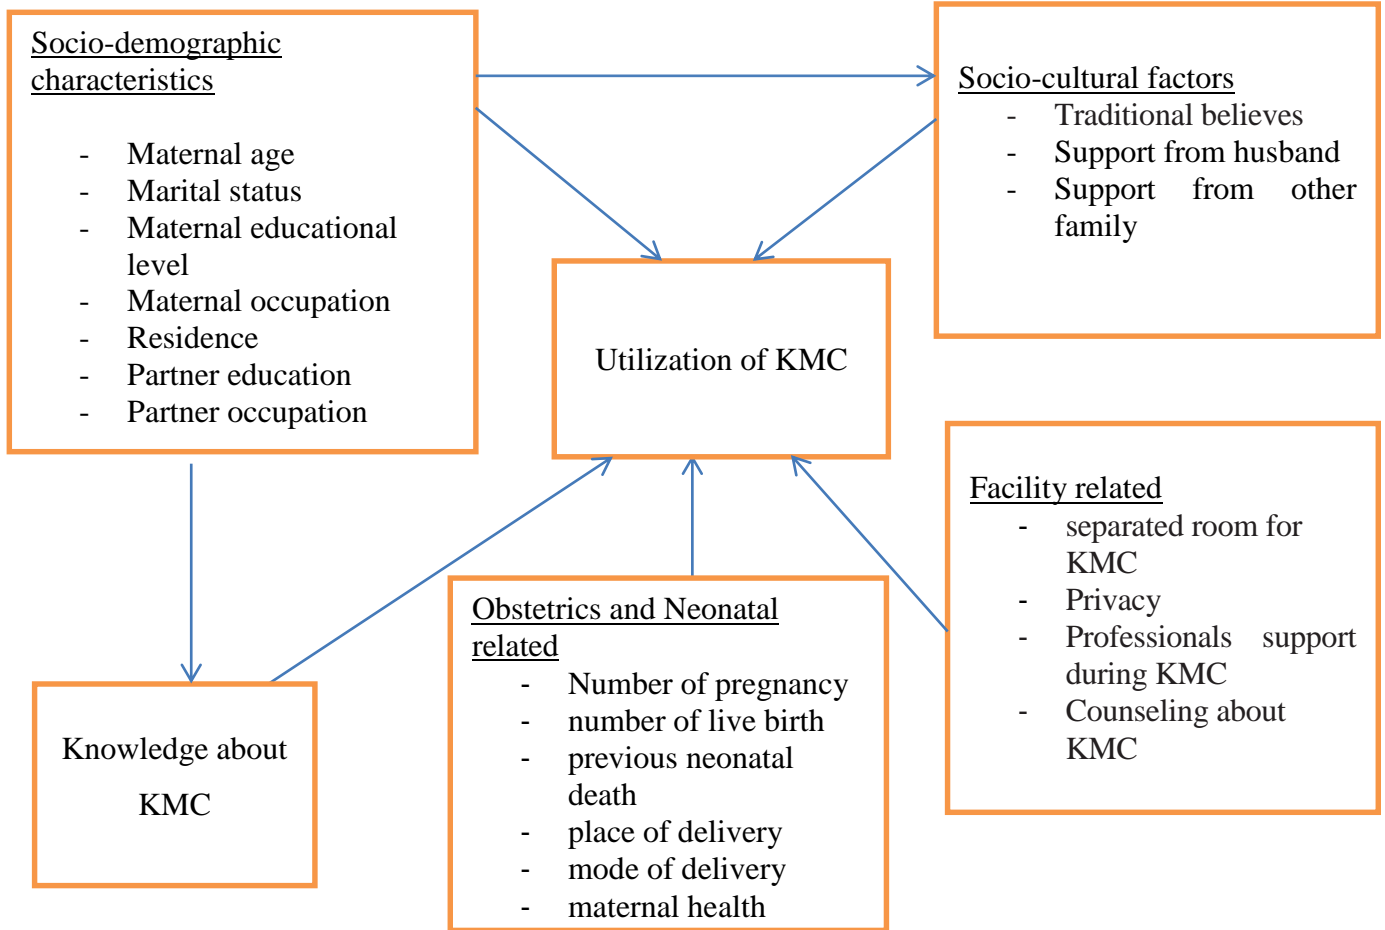 Socio-demographic
characteristics
- Maternal age
- Marital status
- Maternal educational
level
- Maternal occupation
- Residence
- Partner education
- Partner occupation
Socio-cultural factors
- Traditional believes
- Support from husband
- Support from other
family
Utilization of KMC
Facility related
- separated room for
KMC
- Privacy
- Professionals support
during KMC
- Counseling about
KMC
Knowledge about
KMC
Obstetrics and Neonatal
related
- Number of pregnancy
- number of live birth
- previous neonatal
death
- place of delivery
- mode of delivery
- maternal health